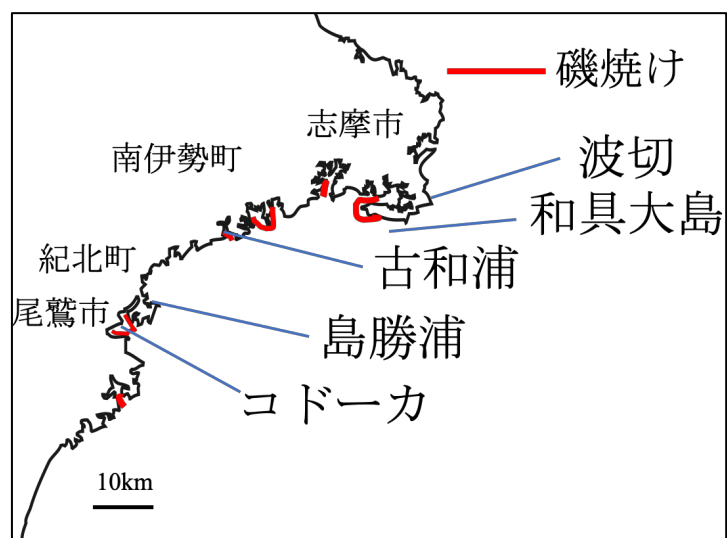 磯焼け
志摩市
波切
南伊勢町
和具大島
古和浦
紀北町
尾鷲市
島勝浦
コドーカ
10km